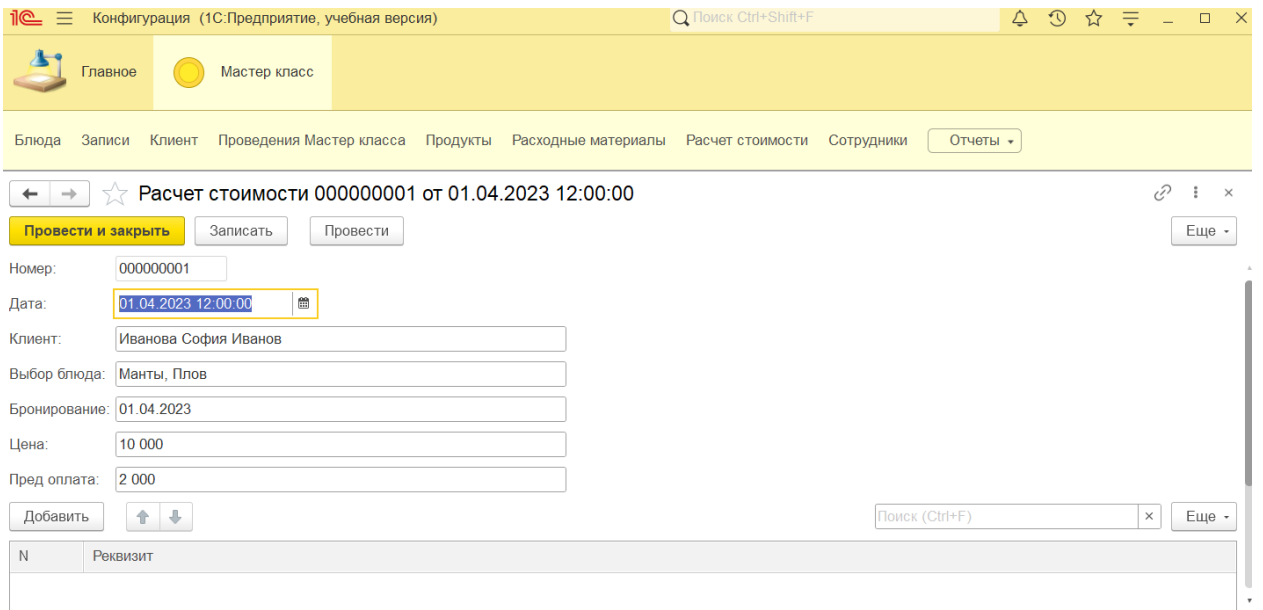 1С Конфигурация (1С:Предприятие, учебная версия) Поиск Ctrl+Shift+F
Главное Мастер класс
Блюда Записи Клиент Проведения Мастер класса Продукты Расходные материалы Расчет стоимости Сотрудники Отчеты
Расчет стоимости 000000001 от 01.04.2023 12:00:00
Провести и закрыть Записать Провести Еще
Номер: 000000001
Дата: 01.04.2023 12:00:00
Клиент: Иванова София Иванов
Выбор блюда: Манты, Плов
Бронирование: 01.04.2023
Цена: 10 000
Пред оплата: 2 000
Добавить Поиск (Ctrl+F) Еще
N Реквизит